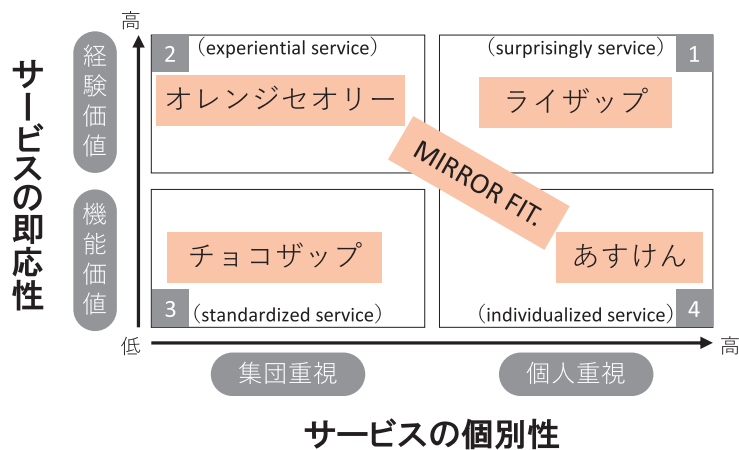 高
2
(experiential service)
オレンジセオリー
(surprisingly service)
1
ライザップ
経験価値
サービスの即応性
MIRROR FIT.
機能価値
チョコザップ
あすけん
3
(standardized service)
(individualized service)
4
低
高
集団重視
個人重視
サービスの個別性